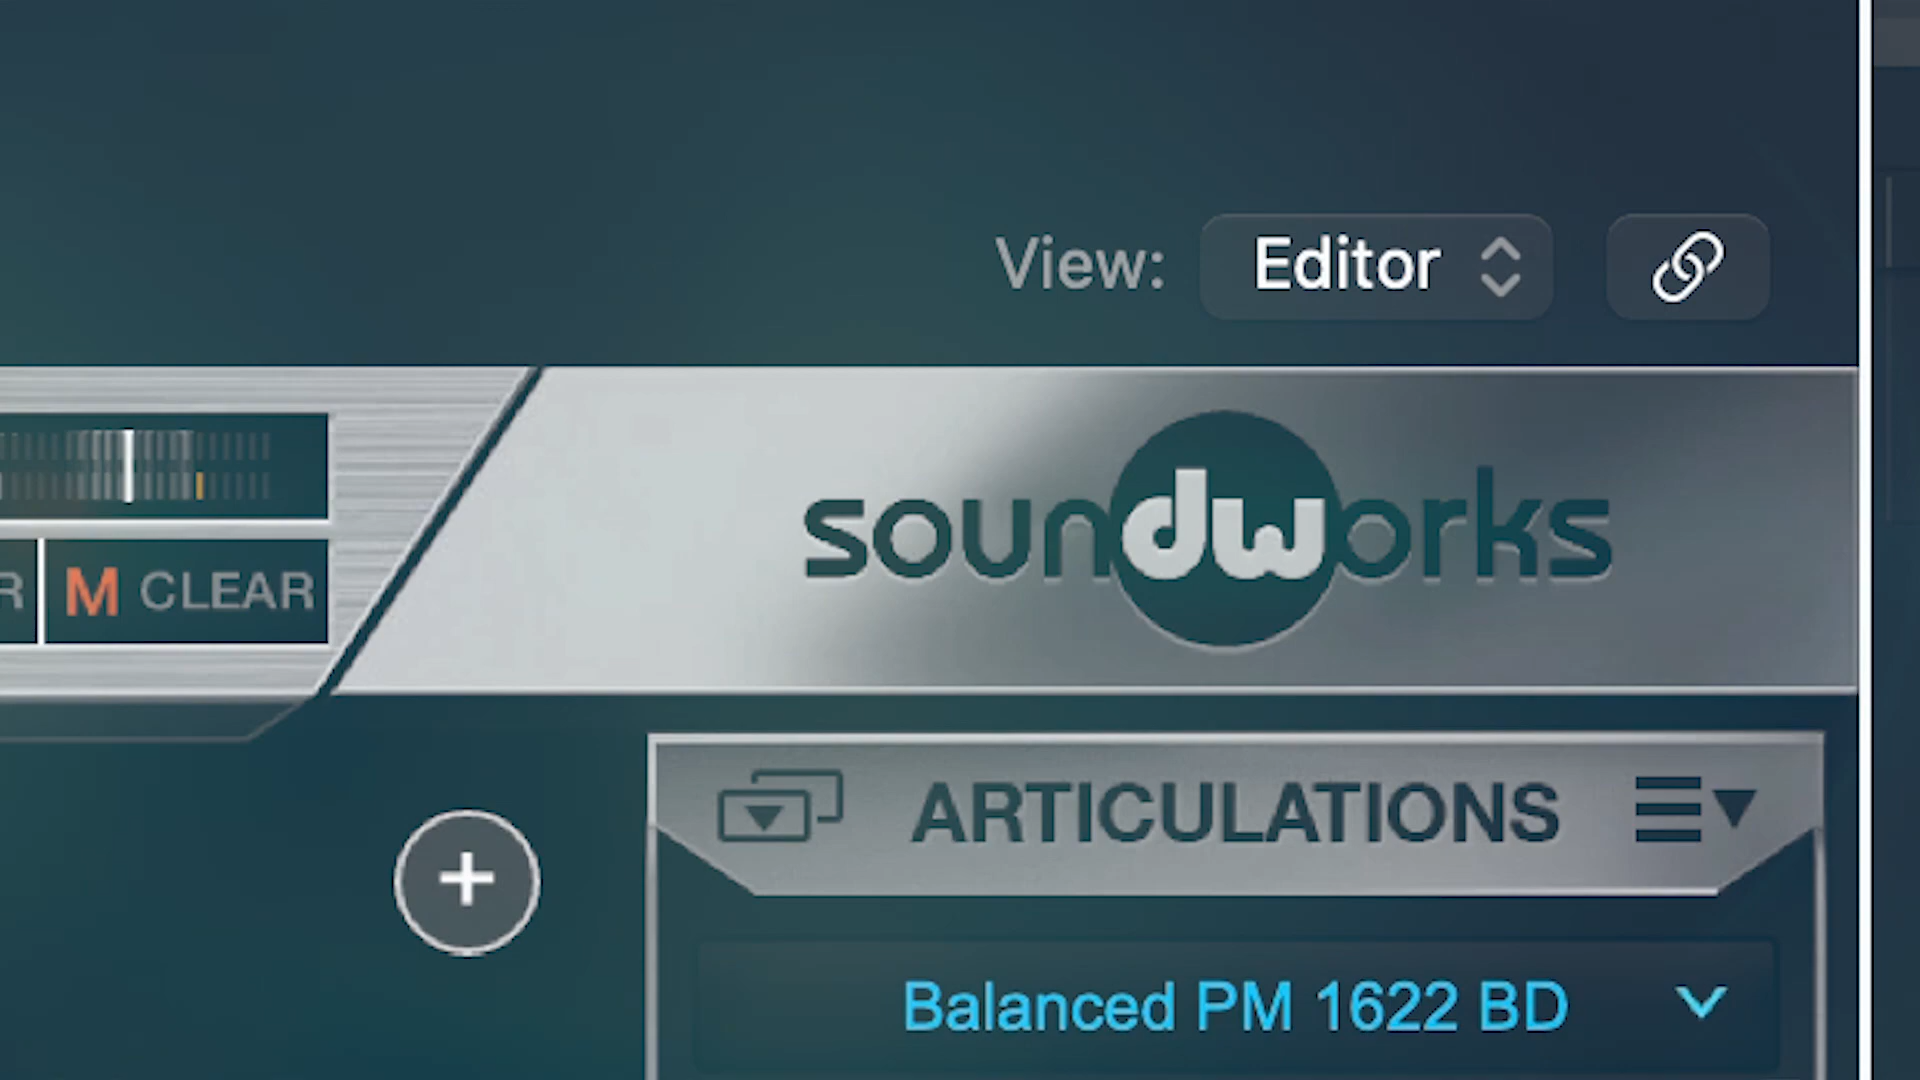 View: Editor
soundworks
R M CLEAR
ARTICULATIONS
Balanced PM 1622 BD